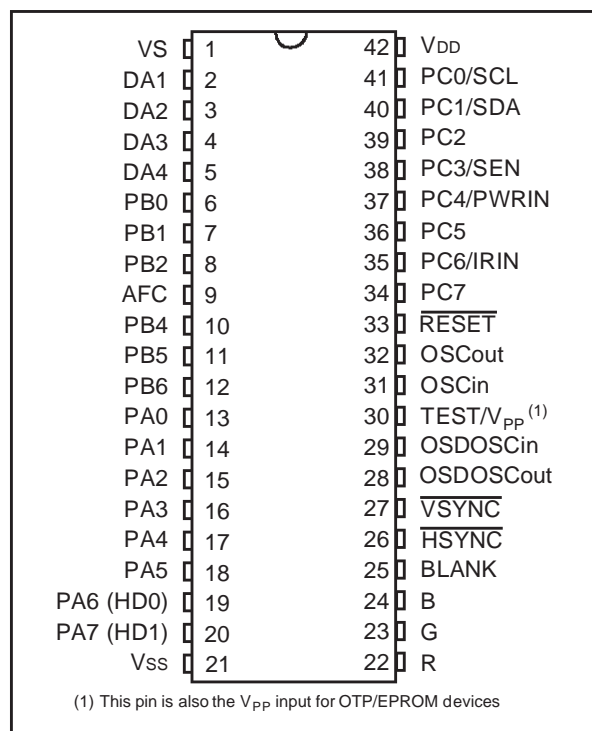 VS 1 42 VDD
DA1 2 41 PC0/SCL
DA2 3 40 PC1/SDA
DA3 4 39 PC2
DA4 5 38 PC3/SEN
PB0 6 37 PC4/PWRIN
PB1 7 36 PC5
PB2 8 35 PC6/IRIN
AFC 9 34 PC7
PB4 10 33 RESET
PB5 11 32 OSCout
PB6 12 31 OSCin
PA0 13 30 TEST/VPP (1)
PA1 14 29 OSDOSCin
PA2 15 28 OSDOSCout
PA3 16 27 VSYNC
PA4 17 26 HSYNC
PA5 18 25 BLANK
PA6 (HD0) 19 24 B
PA7 (HD1) 20 23 G
VSS 21 22 R
(1) This pin is also the VPP input for OTP/EPROM devices